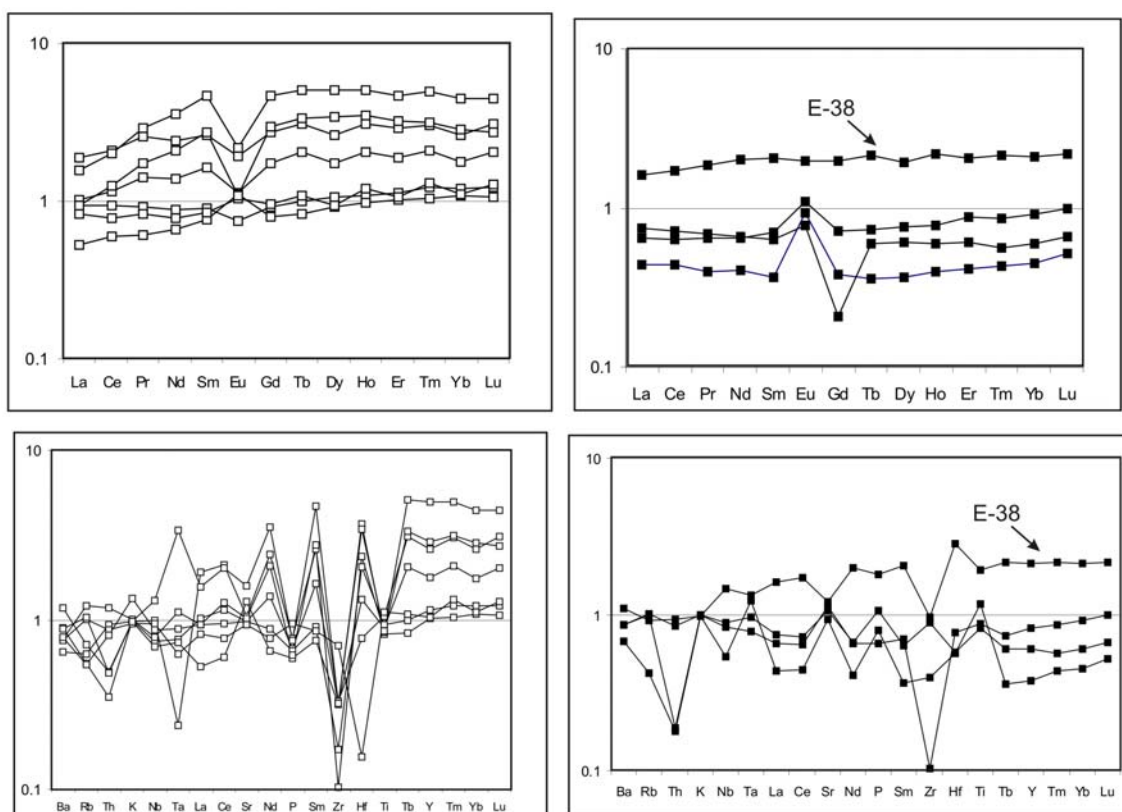 10
1
0.1
La Ce Pr Nd Sm Eu Gd Tb Dy Ho Er Tm Yb Lu
10
E-38
1
0.1
La Ce Pr Nd Sm Eu Gd Tb Dy Ho Er Tm Yb Lu
10
1
0.1
Ba Rb Th K Nb Ta La Ce Sr Nd P Sm Zr Hf Ti Tb Y Tm Yb Lu
10
E-38
1
0.1
Ba Rb Th K Nb Ta La Ce Sr Nd P Sm Zr Hf Ti Tb Y Tm Yb Lu